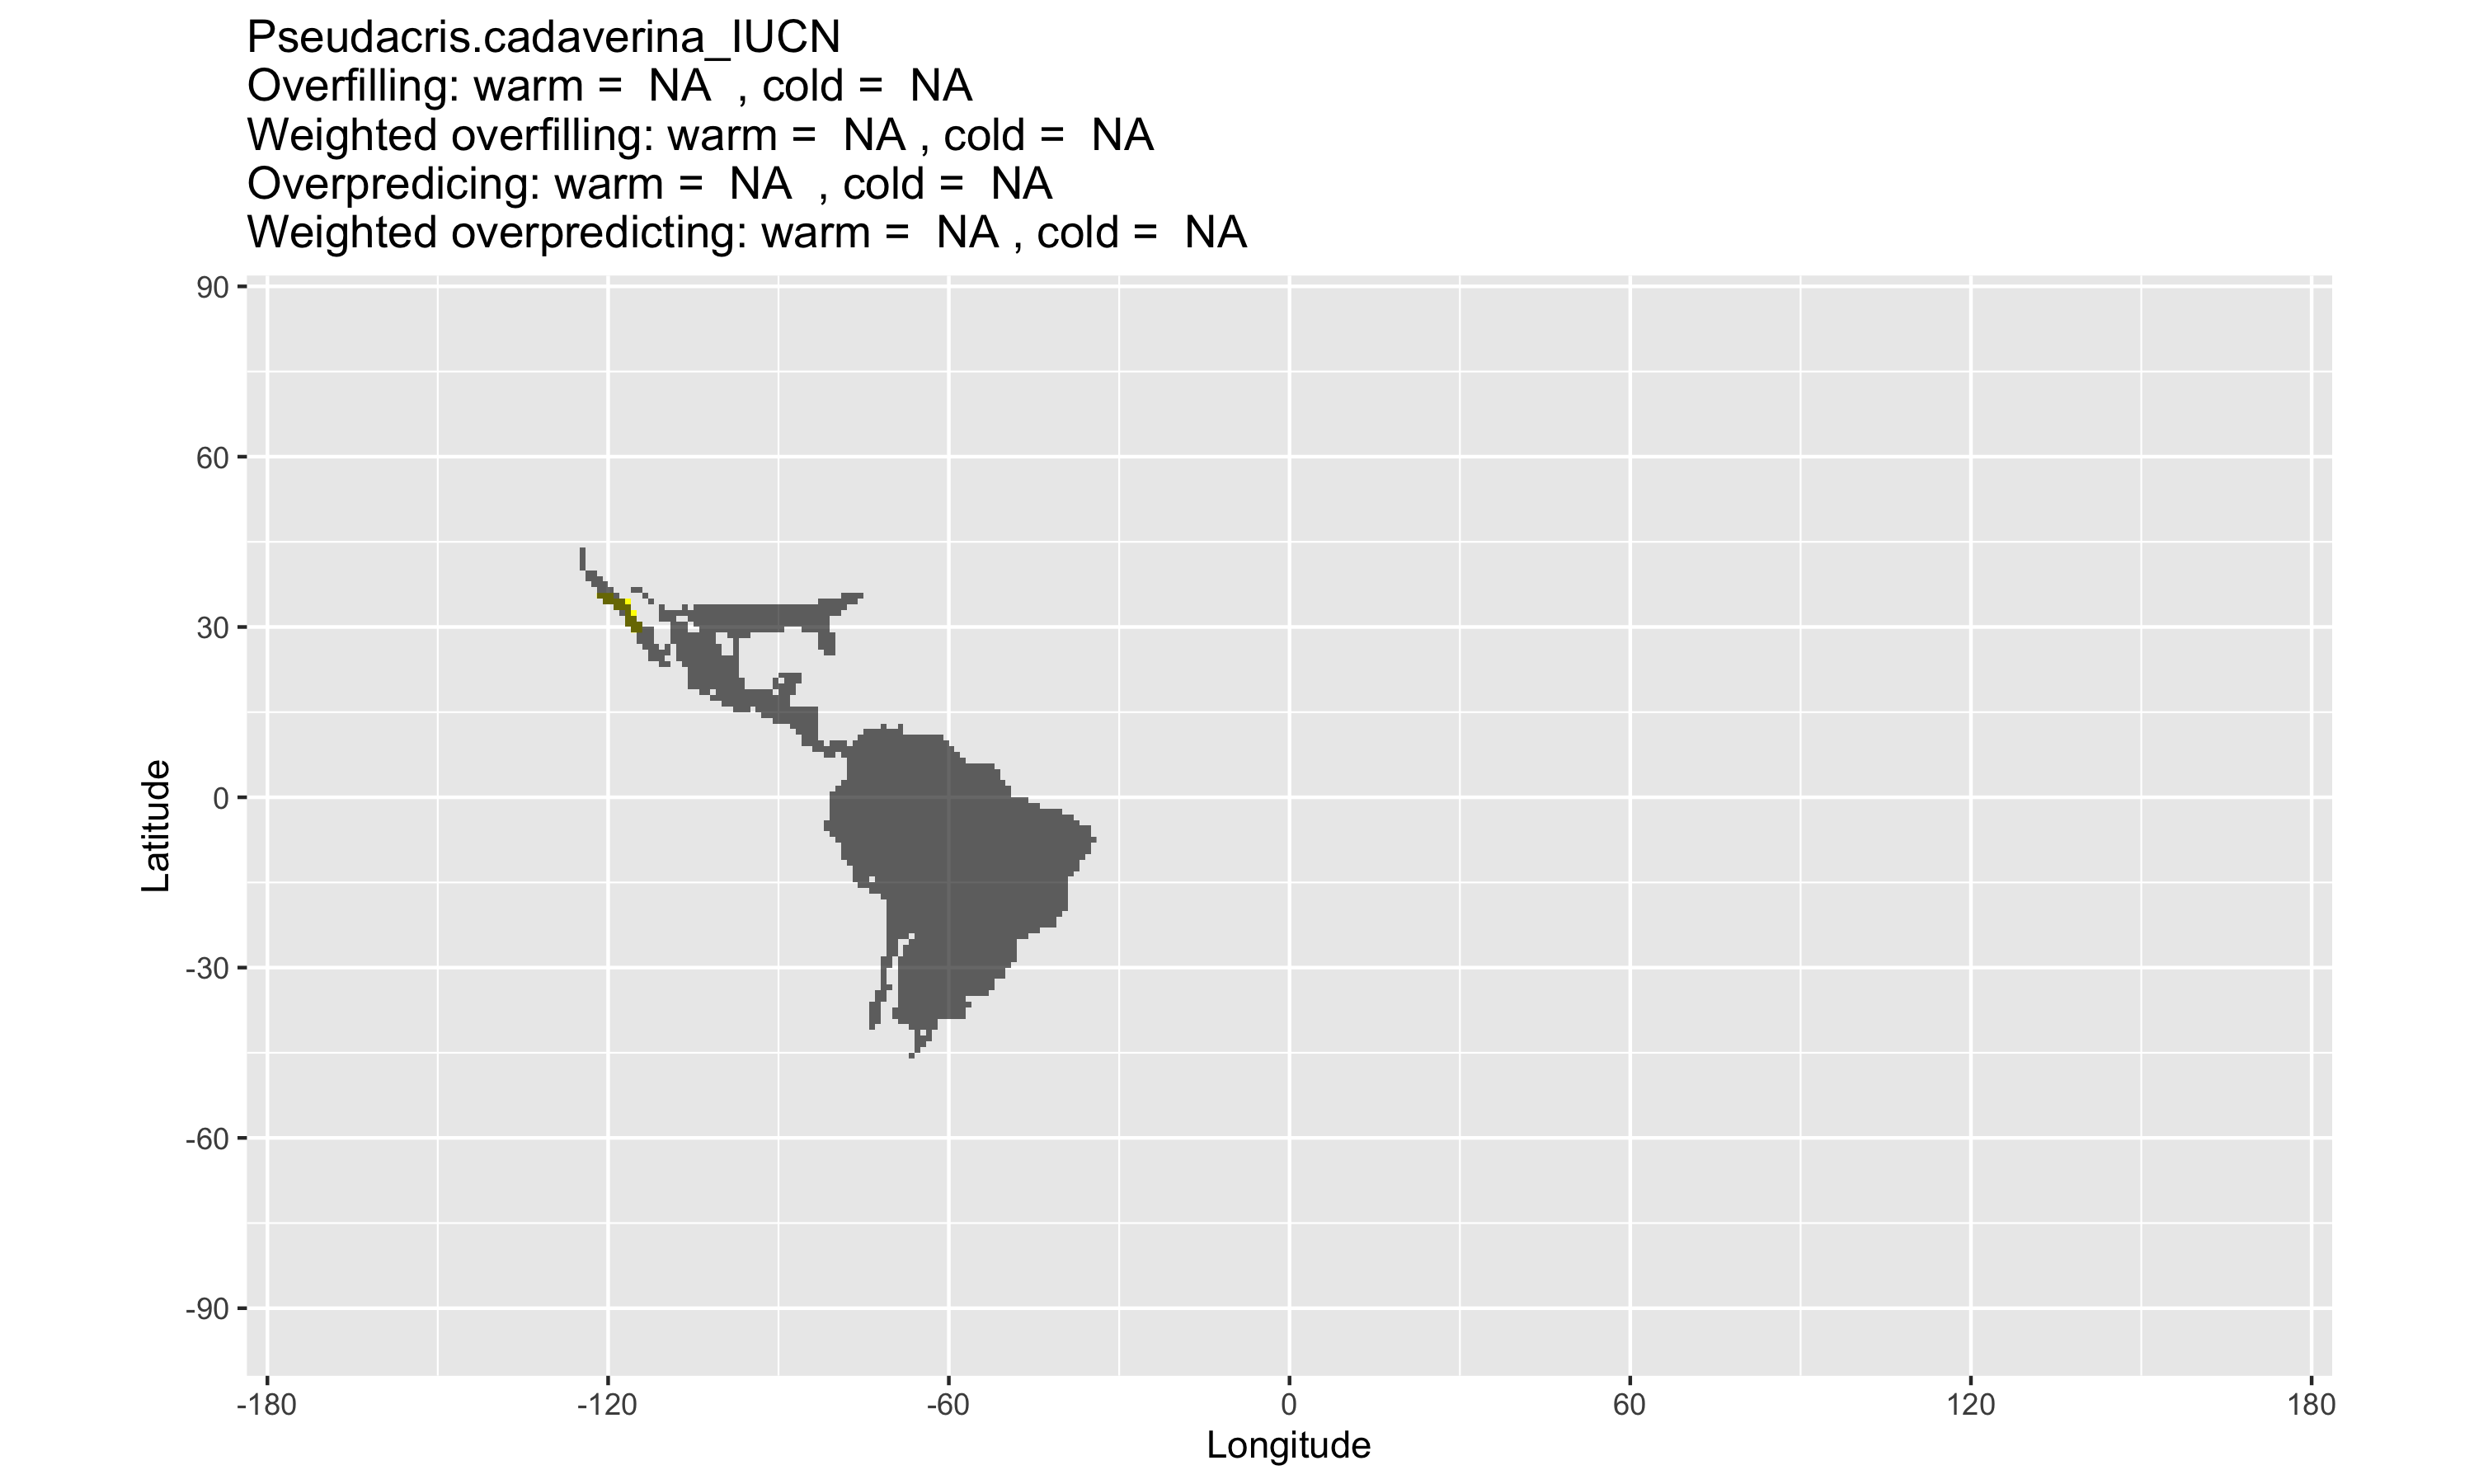 Pseudacris.cadaverina_IUCN
Overfilling: warm =  NA  , cold =  NA
Weighted overfilling: warm =  NA , cold =  NA
Overpredicing: warm =  NA  , cold =  NA
Weighted overpredicting: warm =  NA , cold =  NA
90
60
30
0
-30
-60
-90
Latitude
-180
-120
-60
0
60
120
180
Longitude